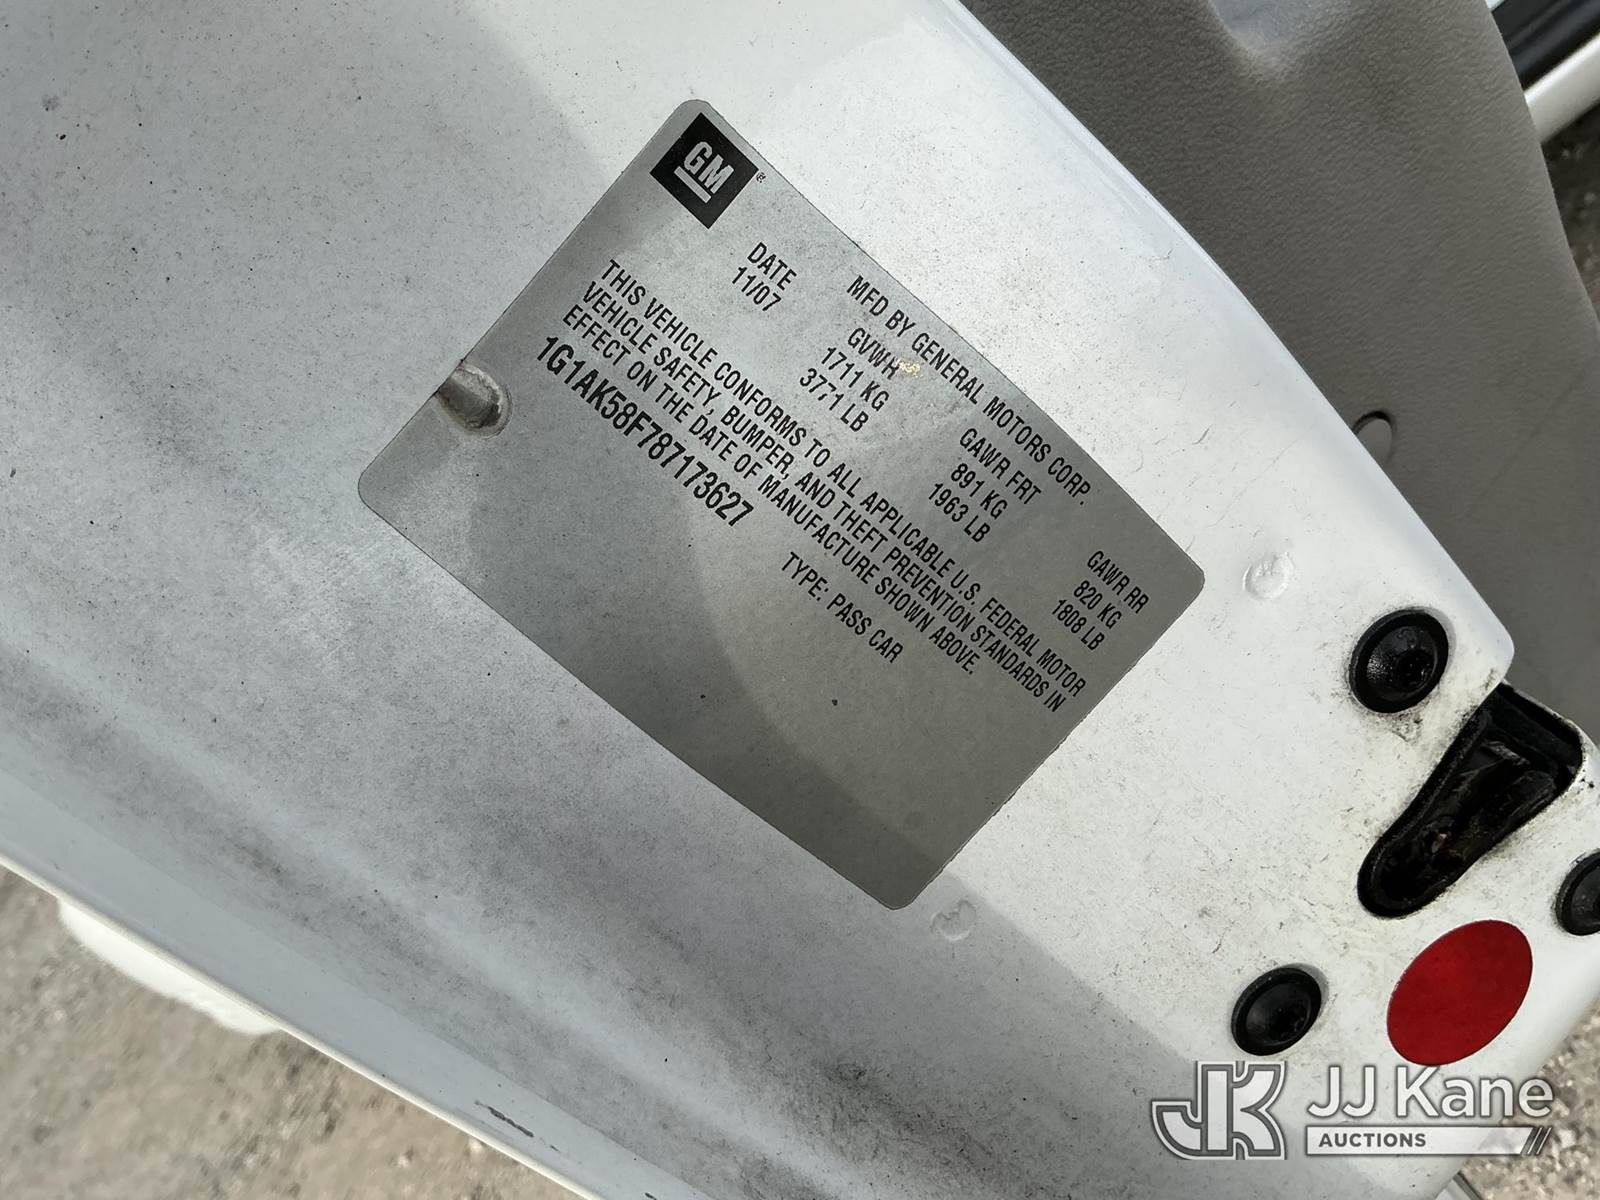 GM
MFD BY GENERAL MOTORS CORP.
DATE GVWR GAWR FRT GAWR RR
11/07 1711 KG 891 KG 820 KG
3771 LB 1963 LB 1808 LB
THIS VEHICLE CONFORMS TO ALL APPLICABLE U.S. FEDERAL MOTOR
VEHICLE SAFETY, BUMPER, AND THEFT PREVENTION STANDARDS IN
EFFECT ON THE DATE OF MANUFACTURE SHOWN ABOVE.
1G1AK58F787173627 TYPE: PASS CAR
JK JJ Kane
AUCTIONS